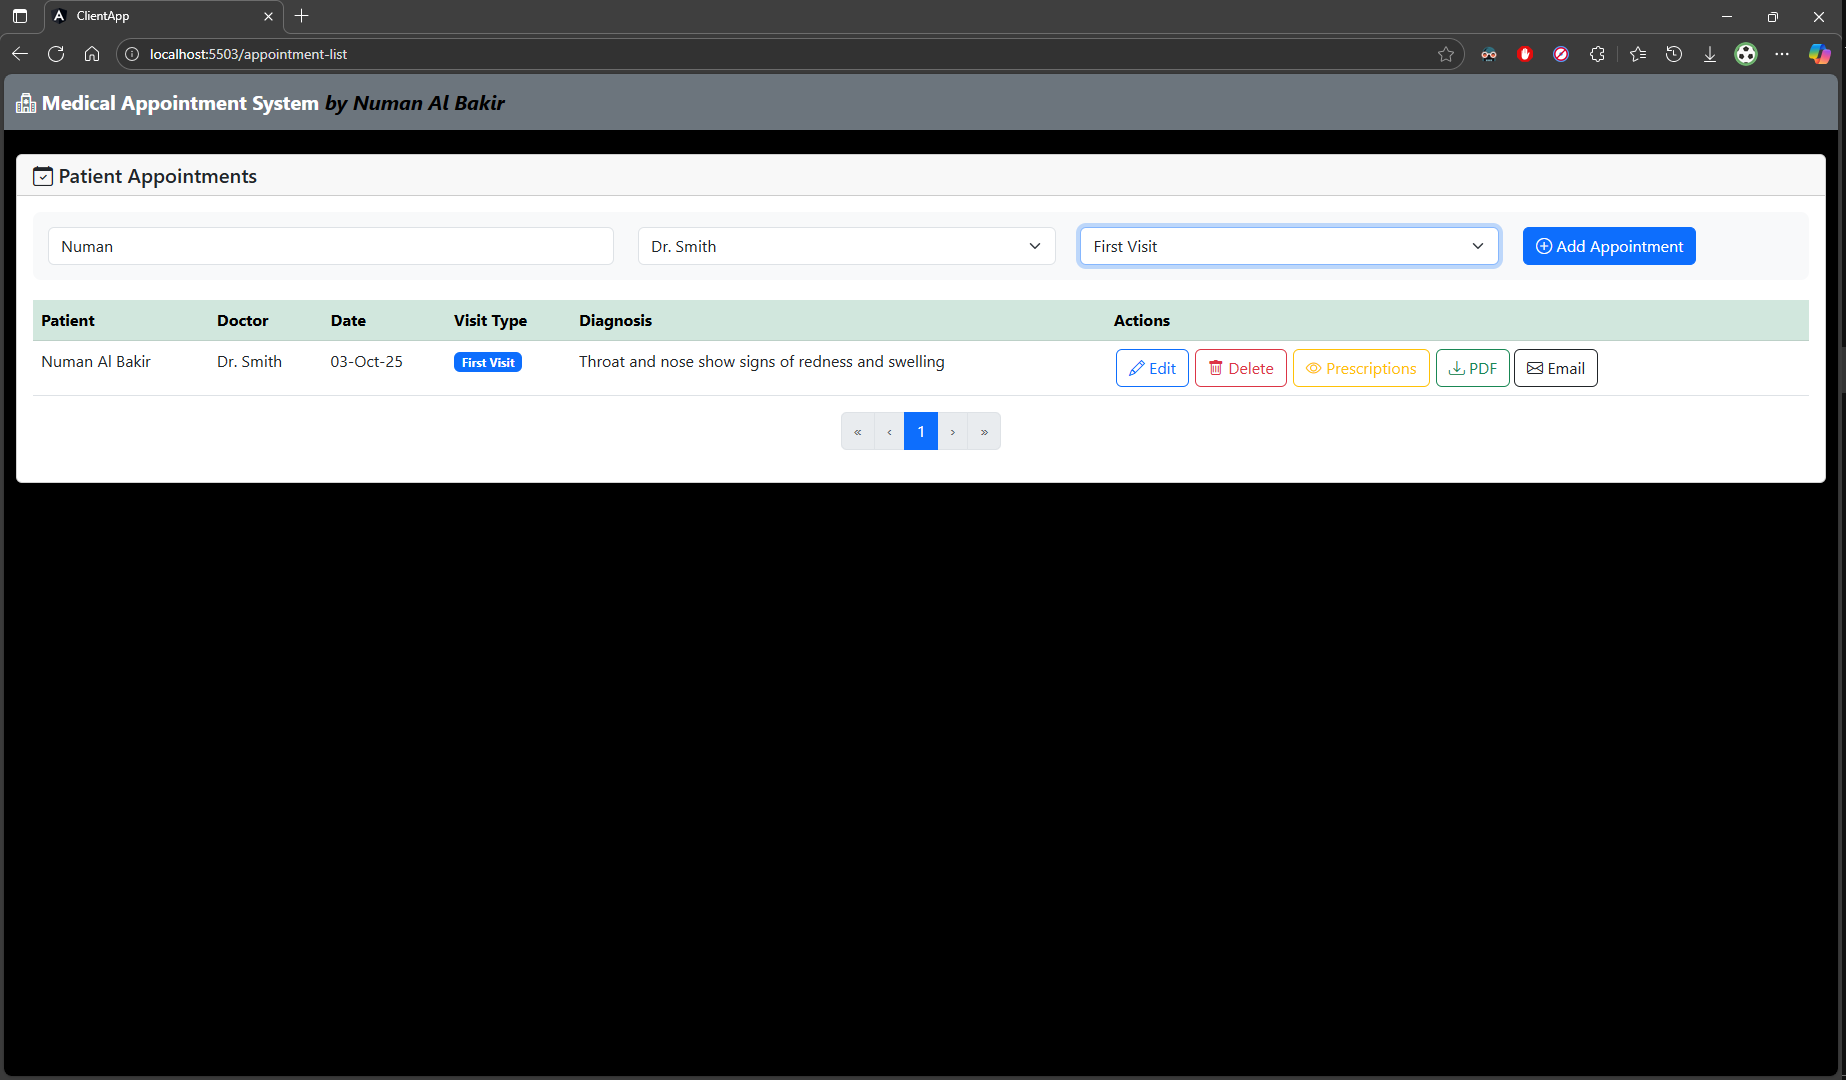 ClientApp
localhost:5503/appointment-list
Medical Appointment System by Numan Al Bakir
Patient Appointments
Numan
Dr. Smith
First Visit
Add Appointment
Patient Doctor Date Visit Type Diagnosis Actions
Numan Al Bakir Dr. Smith 03-Oct-25 First Visit Throat and nose show signs of redness and swelling Edit Delete Prescriptions PDF Email
« ‹ 1 › »